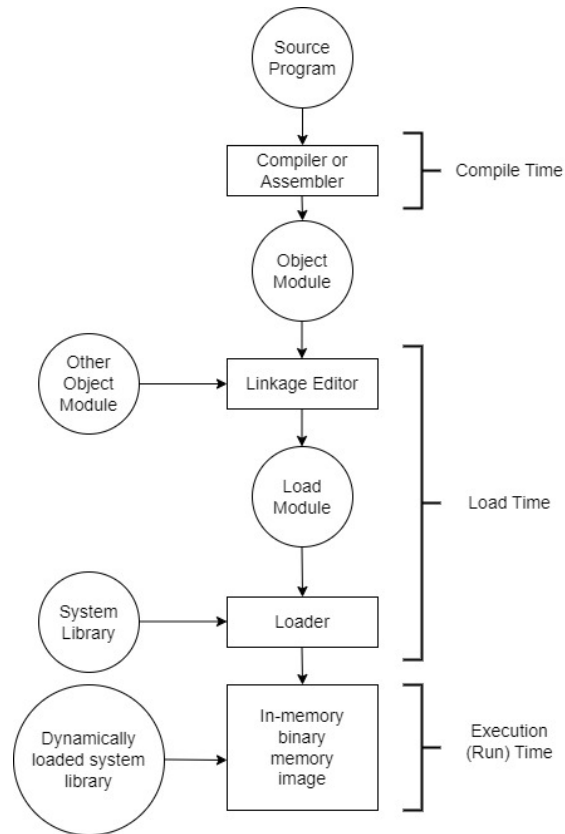 Source
Program
Compiler or
Assembler
Compile Time
Object
Module
Other
Object
Module
Linkage Editor
Load
Module
Load Time
System
Library
Loader
Dynamically
loaded system
library
In-memory
binary
memory
image
Execution
(Run) Time